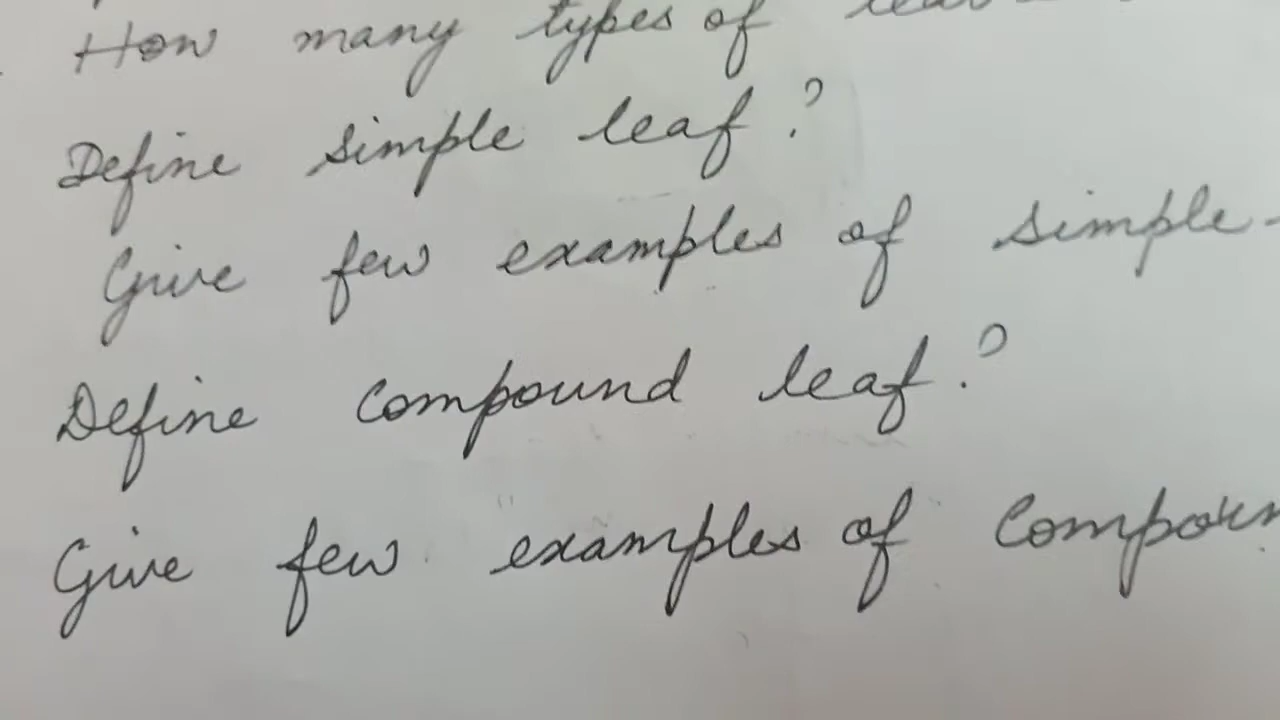 How many types of
Define simple leaf?
Give few examples of simple
Define compound leaf?
Give few examples of